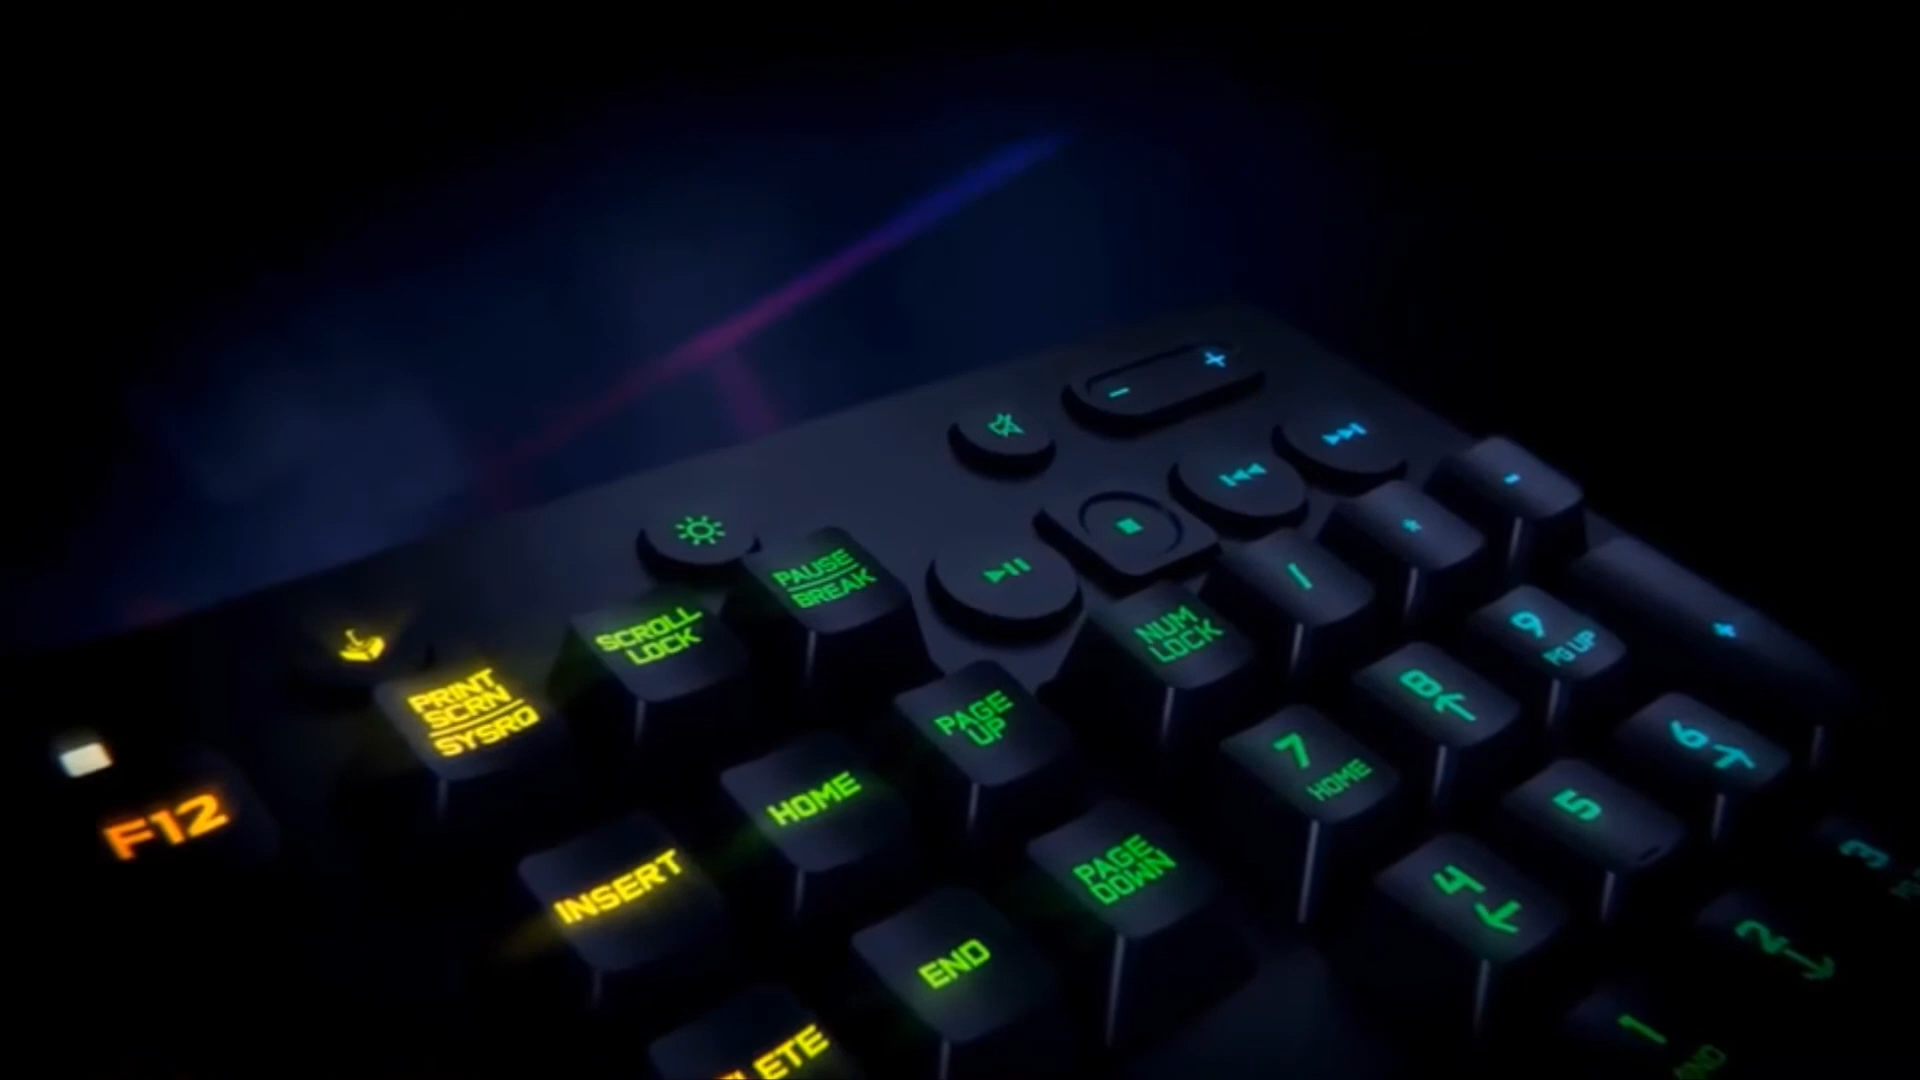 -
+
PAUSE
BREAK
SCROLL
LOCK
PRINT
SCRN
SYSRQ
F12
NUM
LOCK
/
*
-
+
PAGE
UP
HOME
INSERT
7
HOME
8
9
PG UP
PAGE
DOWN
END
4
5
6
1
2
3